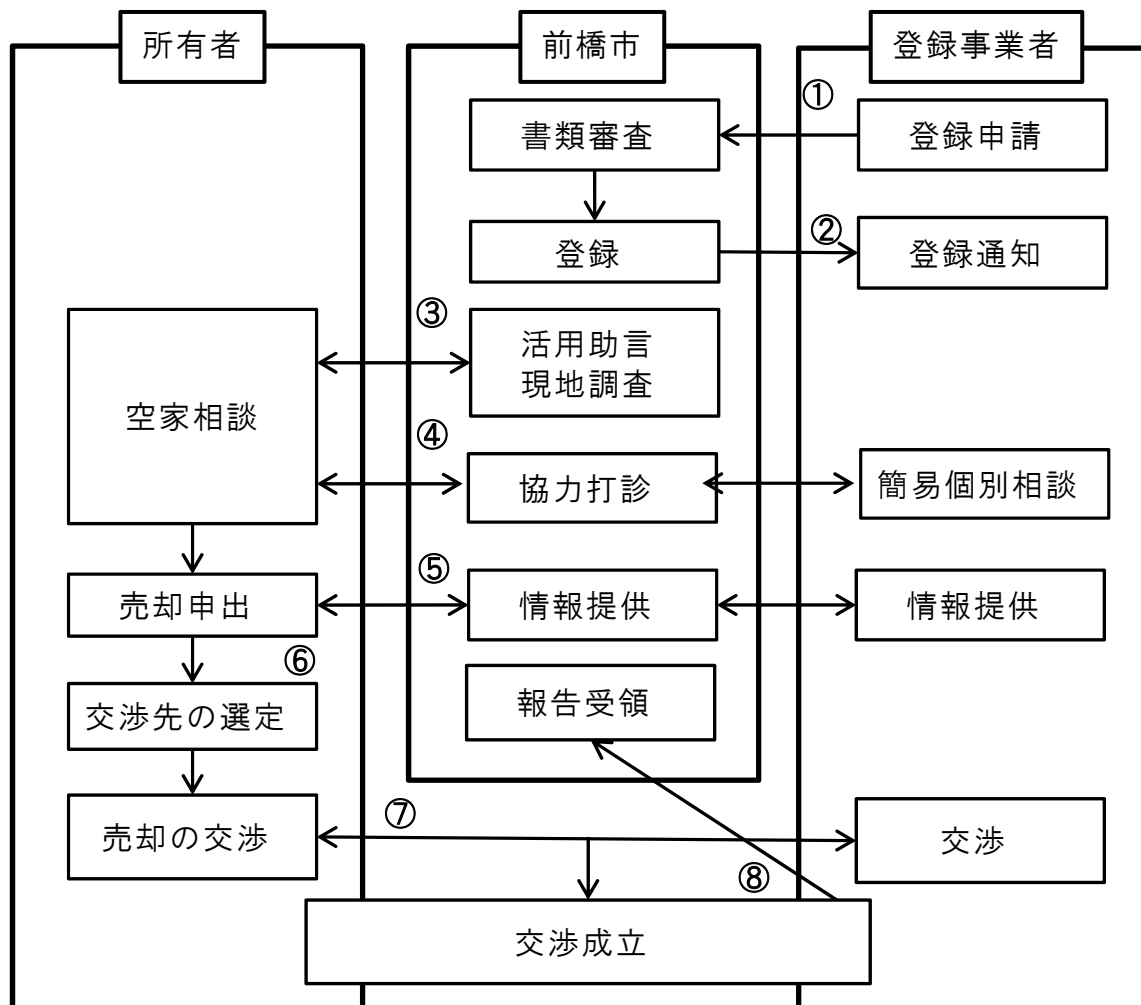 所有者
前橋市
登録事業者
①
書類審査
登録申請
②
登録
登録通知
③
活用助言
現地調査
空家相談
④
協力打診
簡易個別相談
⑤
売却申出
情報提供
情報提供
⑥
交渉先の選定
報告受領
⑦
売却の交渉
交渉
⑧
交渉成立